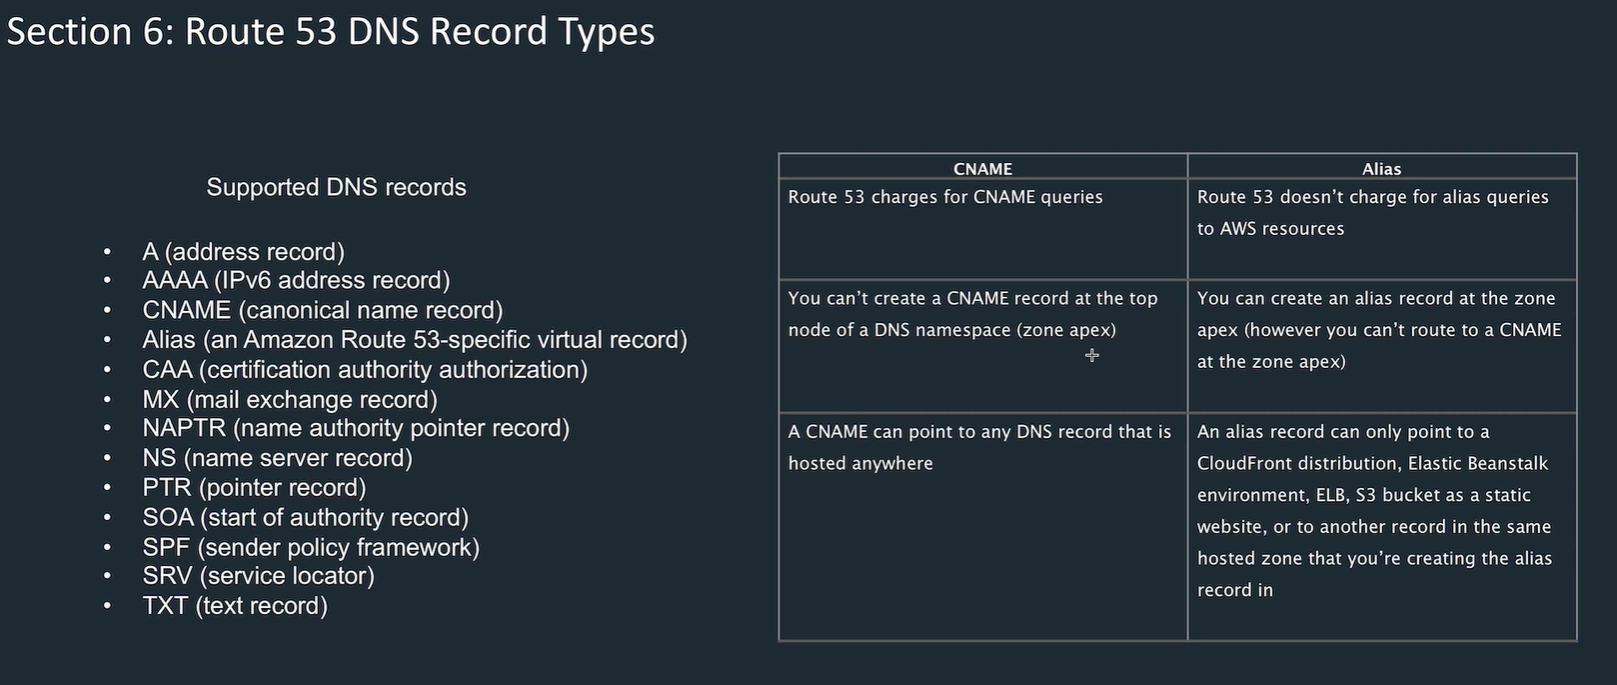 Section 6: Route 53 DNS Record Types
Supported DNS records
• A (address record)
• AAAA (IPv6 address record)
• CNAME (canonical name record)
• Alias (an Amazon Route 53-specific virtual record)
• CAA (certification authority authorization)
• MX (mail exchange record)
• NAPTR (name authority pointer record)
• NS (name server record)
• PTR (pointer record)
• SOA (start of authority record)
• SPF (sender policy framework)
• SRV (service locator)
• TXT (text record)
CNAME
Alias
Route 53 charges for CNAME queries
Route 53 doesn't charge for alias queries
to AWS resources
You can't create a CNAME record at the top
node of a DNS namespace (zone apex)
You can create an alias record at the zone
apex (however you can't route to a CNAME
at the zone apex)
A CNAME can point to any DNS record that is
hosted anywhere
An alias record can only point to a
CloudFront distribution, Elastic Beanstalk
environment, ELB, S3 bucket as a static
website, or to another record in the same
hosted zone that you're creating the alias
record in